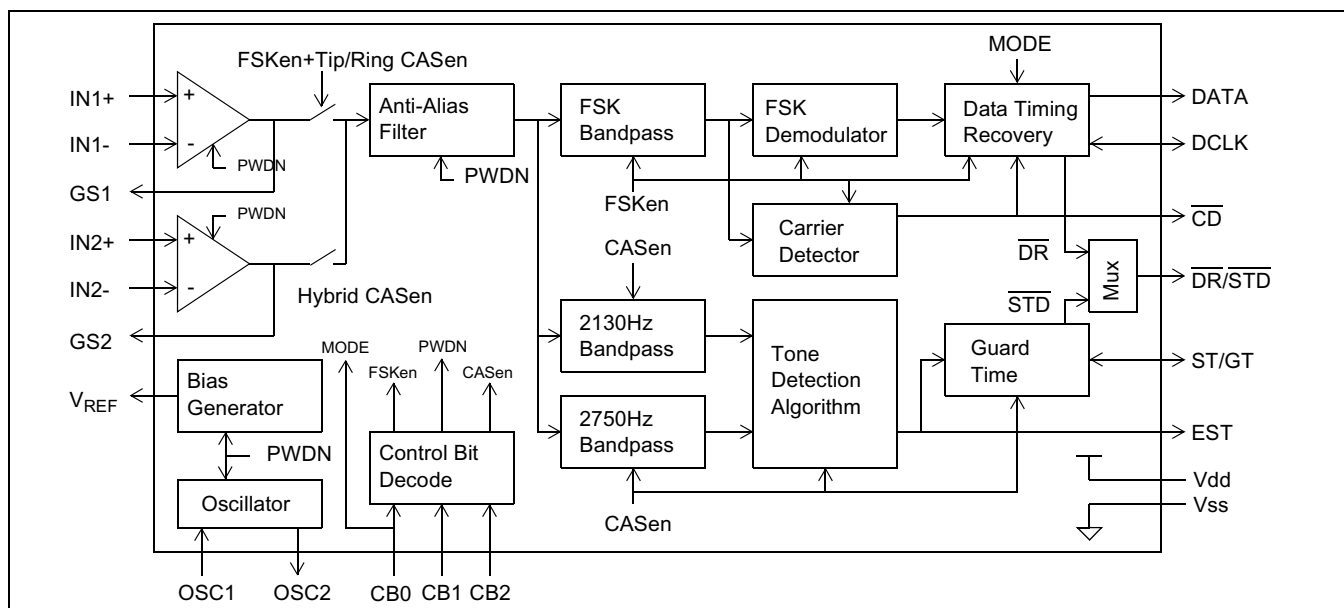 MODE
FSKen+Tip/Ring CASen
IN1+
+
Anti-Alias
Filter
FSK
Bandpass
FSK
Demodulator
Data Timing
Recovery
DATA
IN1-
-
DCLK
PWDN
PWDN
GS1
FSKen
PWDN
Carrier
Detector
CD
IN2+
+
CASen
DR
Mux
DR/STD
IN2-
-
Hybrid CASen
STD
GS2
MODE
PWDN
2130Hz
Bandpass
Tone
Detection
Algorithm
Guard
Time
ST/GT
FSKen
CASen
Bias
Generator
VREF
2750Hz
Bandpass
EST
Control Bit
Decode
PWDN
Vdd
Oscillator
Vss
CASen
OSC1
OSC2
CB0
CB1
CB2